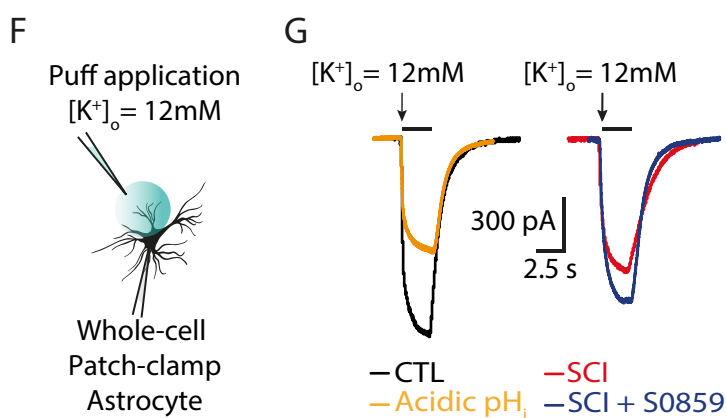 F
Puff application
[K⁺]ₒ= 12mM
Whole-cell
Patch-clamp
Astrocyte
G
[K⁺]ₒ= 12mM
[K⁺]ₒ= 12mM
300 pA
2.5 s
CTL
Acidic pHᵢ
SCI
SCI + S0859